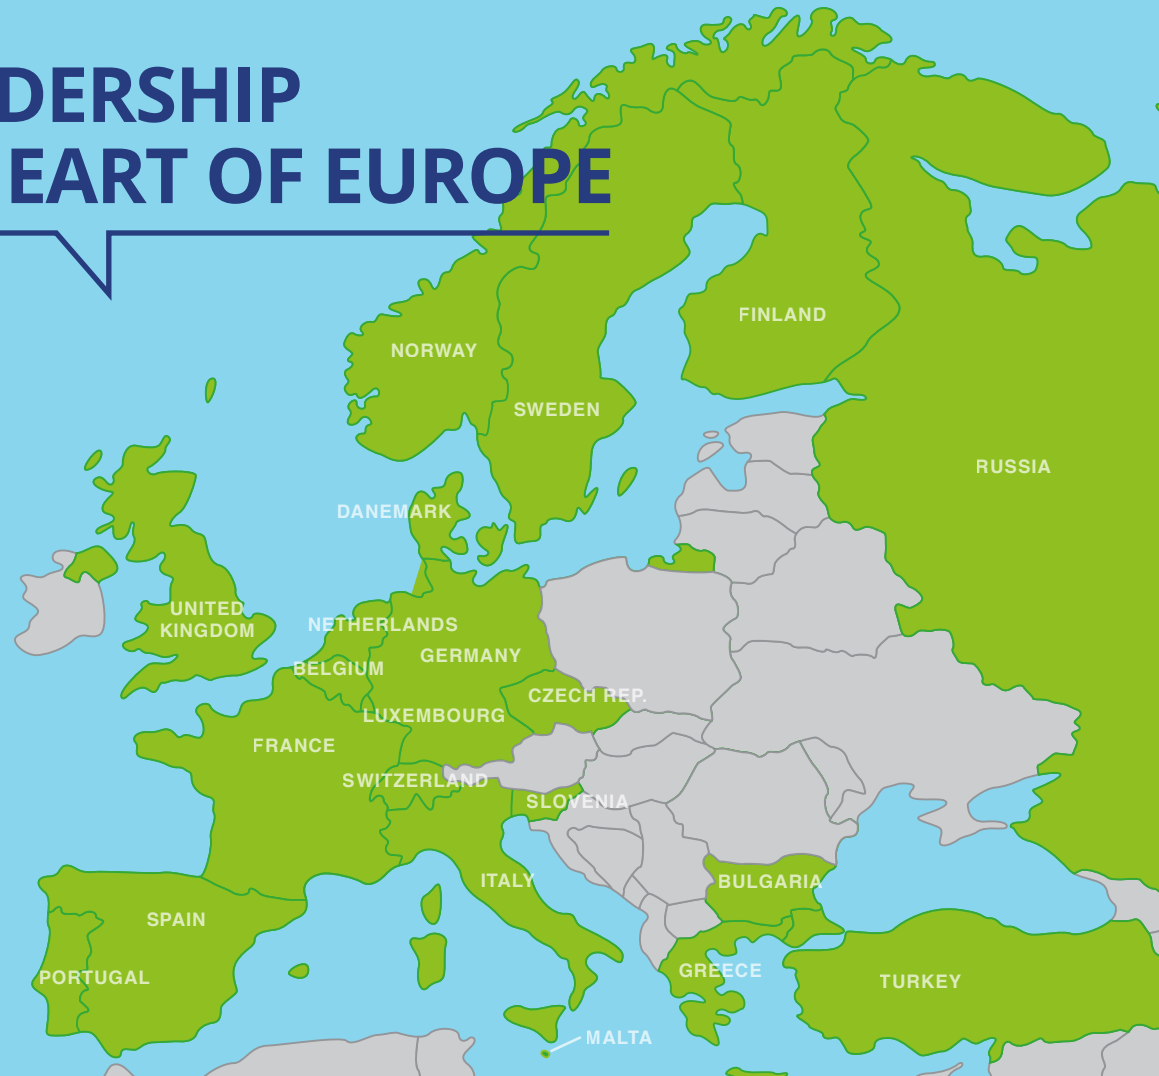 DERSHIP
EART OF EUROPE
FINLAND
NORWAY
SWEDEN
RUSSIA
DANEMARK
UNITED
KINGDOM
NETHERLANDS
GERMANY
BELGIUM
CZECH REP.
LUXEMBOURG
FRANCE
SWITZERLAND
SLOVENIA
ITALY
BULGARIA
SPAIN
PORTUGAL
GREECE
TURKEY
MALTA